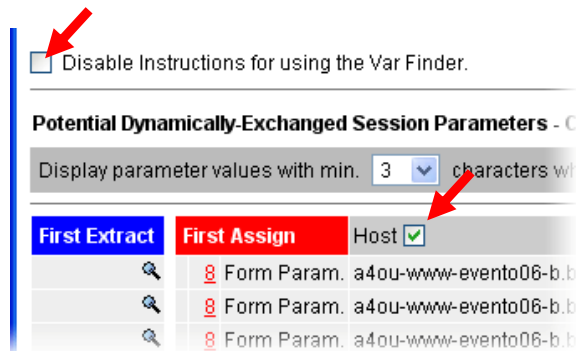 Disable Instructions for using the Var Finder.
Potential Dynamically-Exchanged Session Parameters -
Display parameter values with min. 3 characters
First Extract First Assign Host
8 Form Param. a4ou-www-evento06-b.b
8 Form Param. a4ou-www-evento06-b.b
8 Form Param. a4ou-www-evento06-b.b